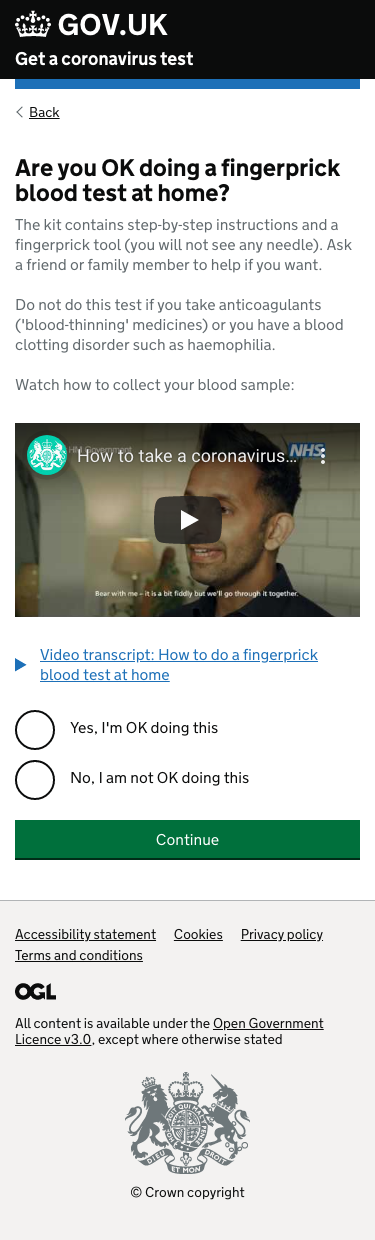 GOV.UK
Get a coronavirus test
Back
Are you OK doing a fingerprick
blood test at home?
The kit contains step-by-step instructions and a
fingerprick tool (you will not see any needle). Ask
a friend or family member to help if you want.
Do not do this test if you take anticoagulants
('blood-thinning' medicines) or you have a blood
clotting disorder such as haemophilia.
Watch how to collect your blood sample:
HM Government
NHS
How to take a coronavirus...
Bear with me – it is a bit fiddly but we'll go through it together.
Video transcript: How to do a fingerprick
blood test at home
Yes, I'm OK doing this
No, I am not OK doing this
Continue
Accessibility statement Cookies Privacy policy
Terms and conditions
OGL
All content is available under the Open Government
Licence v3.0, except where otherwise stated
DIEU ET MON
© Crown copyright